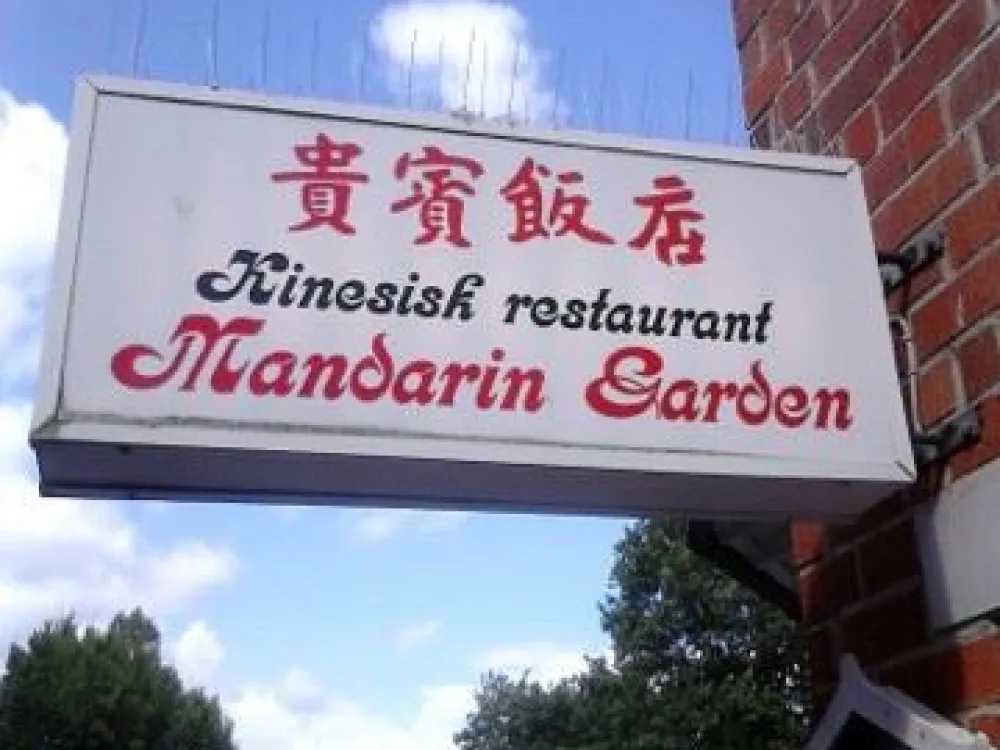 貴賓飯店
Kinesisk restaurant
Mandarin Garden